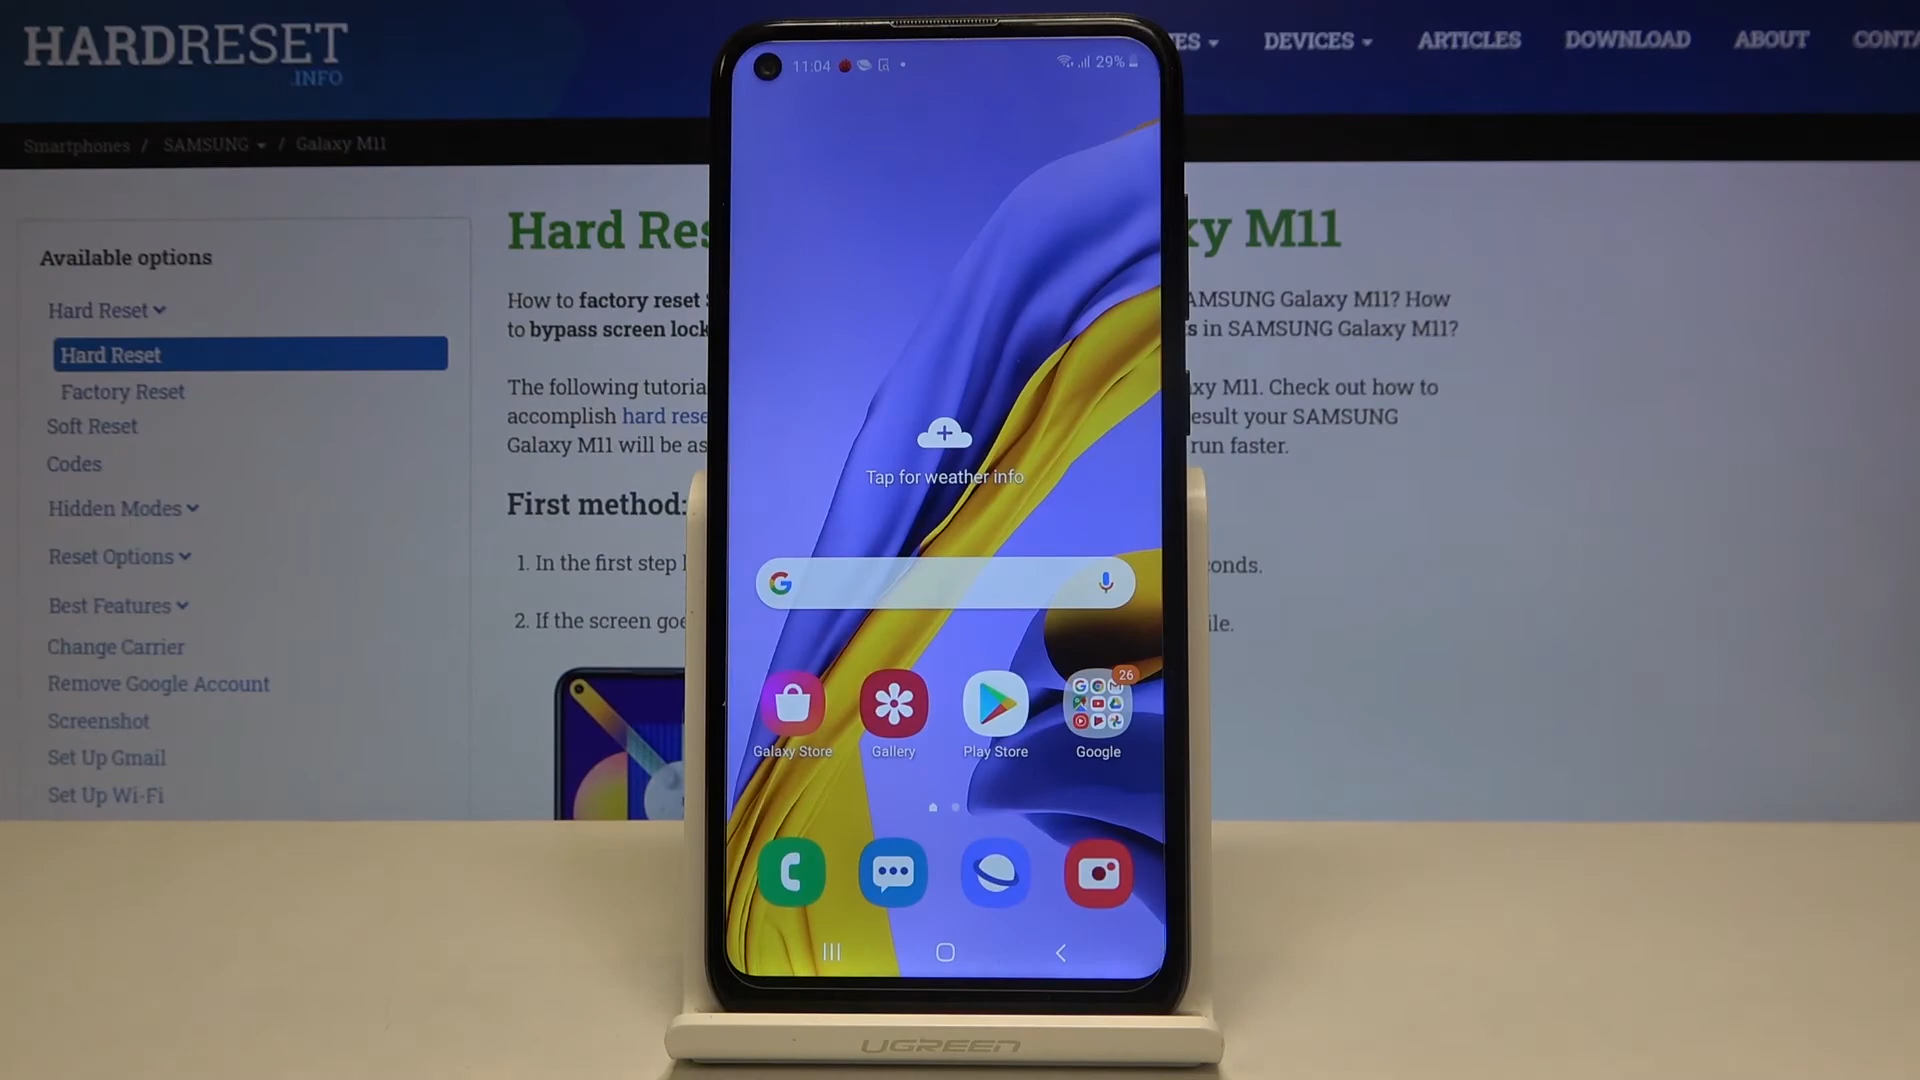 HARDRESET
.INFO
ES
DEVICES
ARTICLES
DOWNLOAD
ABOUT
CONTA
Smartphones / SAMSUNG / Galaxy M11
Available options
Hard Reset
Hard Reset
Factory Reset
Soft Reset
Codes
Hidden Modes
Reset Options
Best Features
Change Carrier
Remove Google Account
Screenshot
Set Up Gmail
Set Up Wi-Fi
Hard Res
xy M11
How to factory reset S
AMSUNG Galaxy M11? How
to bypass screen lock
s in SAMSUNG Galaxy M11?
The following tutoria
xy M11. Check out how to
accomplish hard rese
esult your SAMSUNG
Galaxy M11 will be as
run faster.
First method:
1. In the first step
onds.
2. If the screen goe
ile.
11:04
29%
Tap for weather info
G
26
Galaxy Store
Gallery
Play Store
Google
UGREEN